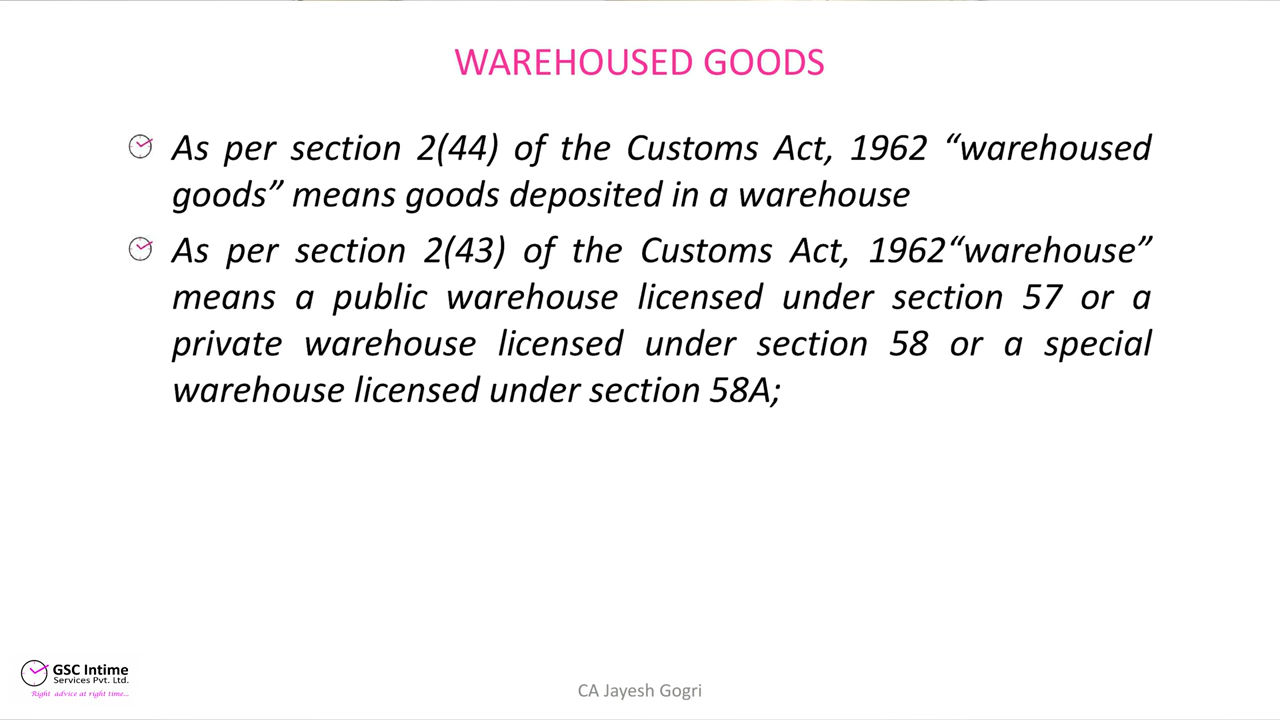 WAREHOUSED GOODS
As per section 2(44) of the Customs Act, 1962 “warehoused
goods” means goods deposited in a warehouse
As per section 2(43) of the Customs Act, 1962“warehouse”
means a public warehouse licensed under section 57 or a
private warehouse licensed under section 58 or a special
warehouse licensed under section 58A;
GSC Intime
Services Pvt. Ltd.
Right advice at right time...
CA Jayesh Gogri